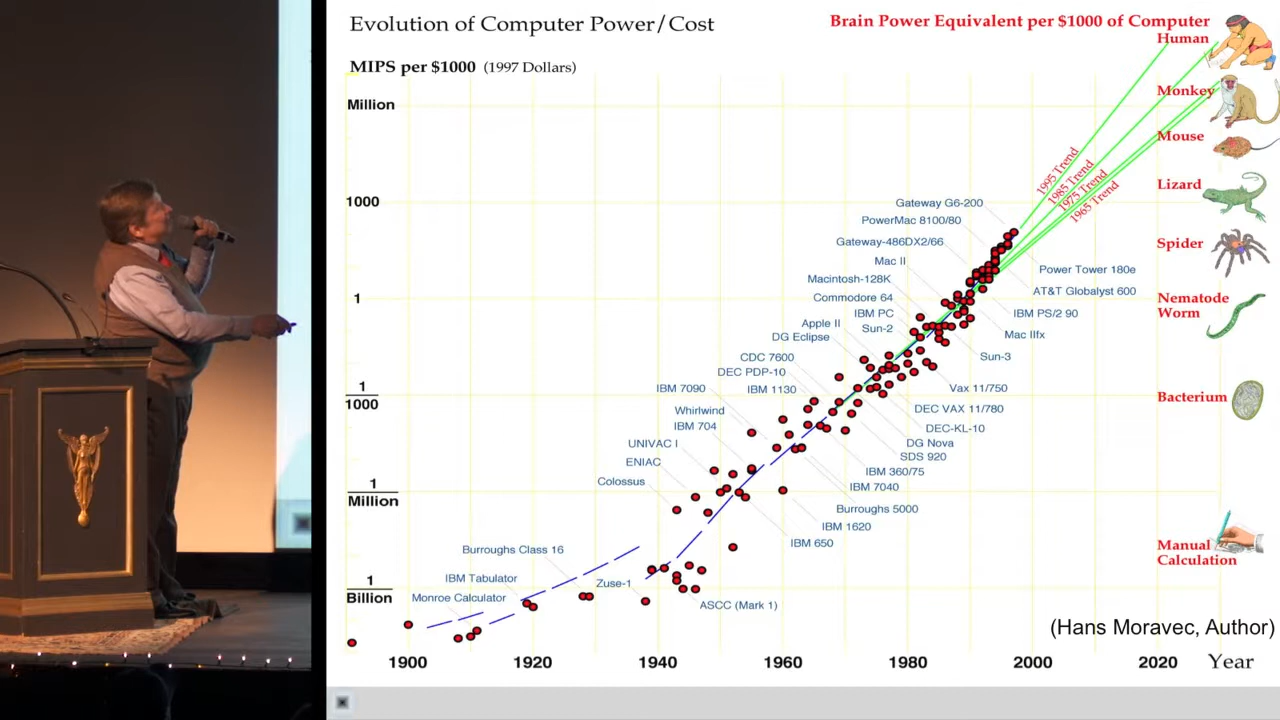 Evolution of Computer Power/Cost
Brain Power Equivalent per $1000 of Computer
MIPS per $1000 (1997 Dollars)
Human
Monkey
Mouse
Lizard
Spider
Nematode
Worm
Bacterium
Manual
Calculation
Million
1000
1
1
1000
1
Million
1
Billion
1995 Trend
1985 Trend
1975 Trend
1965 Trend
Gateway G6-200
PowerMac 8100/80
Gateway-486DX2/66
Mac II
Macintosh-128K
Commodore 64
IBM PC
Apple II
Sun-2
DG Eclipse
CDC 7600
DEC PDP-10
IBM 7090
IBM 1130
Whirlwind
IBM 704
UNIVAC I
ENIAC
Colossus
Burroughs Class 16
IBM Tabulator
Zuse-1
Monroe Calculator
Power Tower 180e
AT&T Globalyst 600
IBM PS/2 90
Mac IIfx
Sun-3
Vax 11/750
DEC VAX 11/780
DEC-KL-10
DG Nova
SDS 920
IBM 360/75
IBM 7040
Burroughs 5000
IBM 1620
IBM 650
ASCC (Mark 1)
(Hans Moravec, Author)
1900 1920 1940 1960 1980 2000 2020 Year